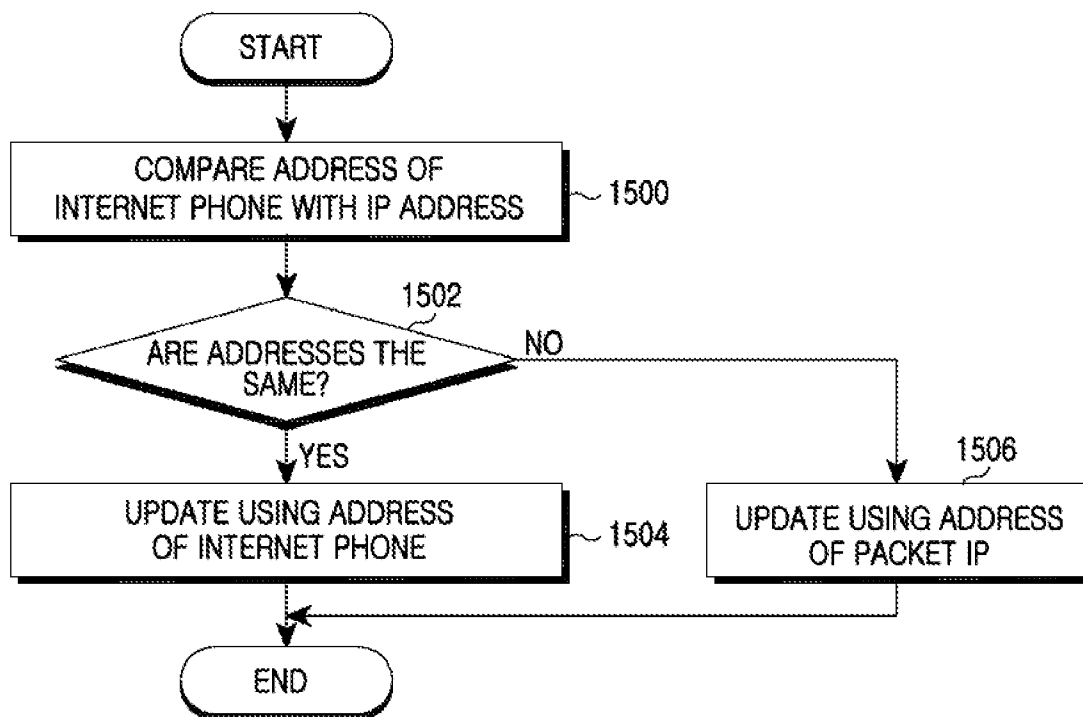 START
COMPARE ADDRESS OF
INTERNET PHONE WITH IP ADDRESS
1500
1502
ARE ADDRESSES THE
SAME?
NO
YES
UPDATE USING ADDRESS
OF INTERNET PHONE
1504
1506
UPDATE USING ADDRESS
OF PACKET IP
END